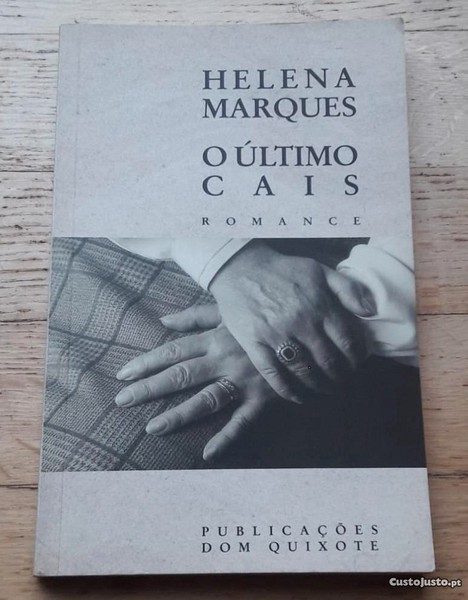 HELENA
MARQUES
O ÚLTIMO
CAIS
ROMANCE
PUBLICAÇÕES
DOM QUIXOTE
CustoJusto.pt